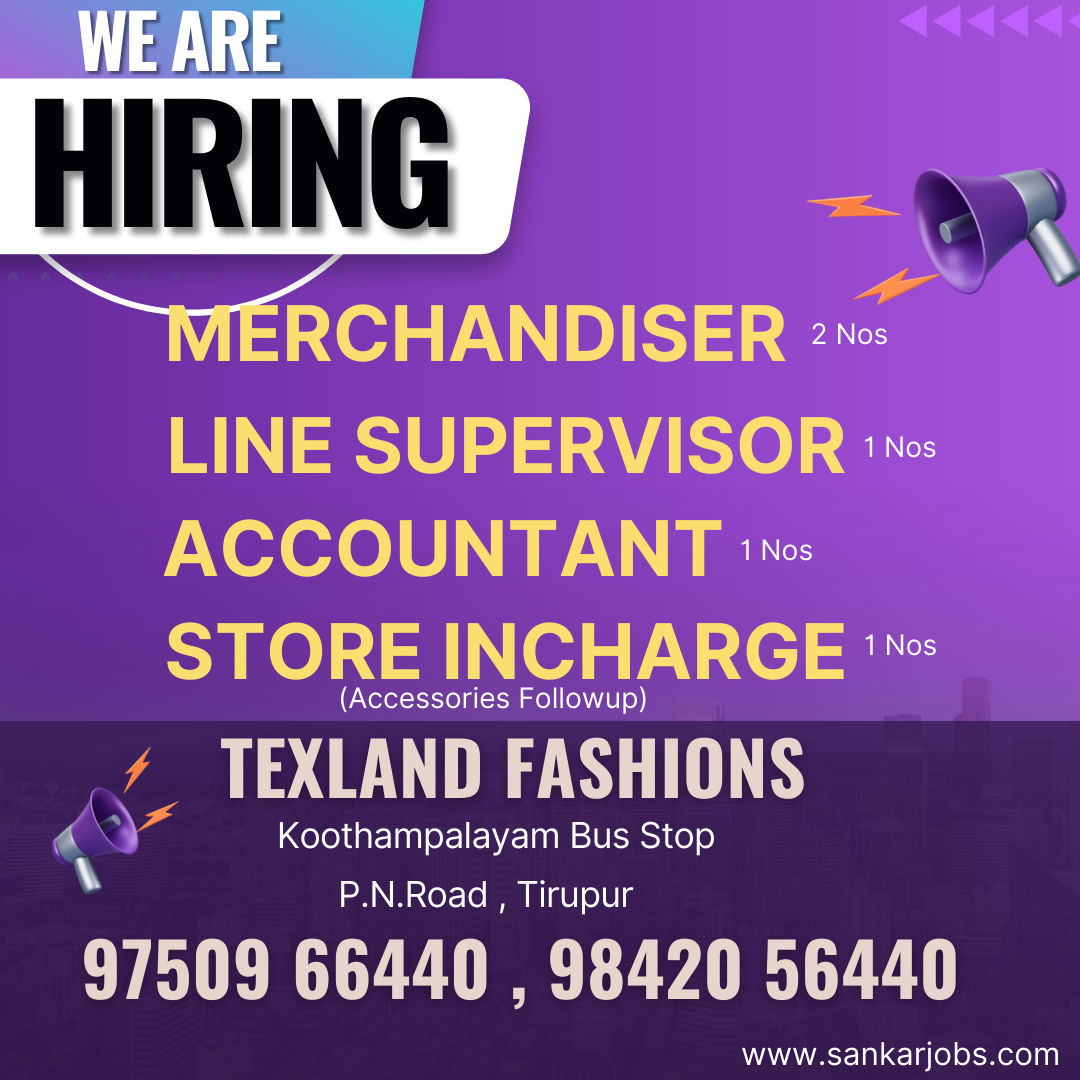 WE ARE
HIRING
MERCHANDISER 2 Nos
LINE SUPERVISOR 1 Nos
ACCOUNTANT 1 Nos
STORE INCHARGE 1 Nos
(Accessories Followup)
TEXLAND FASHIONS
Koothampalayam Bus Stop
P.N.Road , Tirupur
97509 66440 , 98420 56440
www.sankarjobs.com